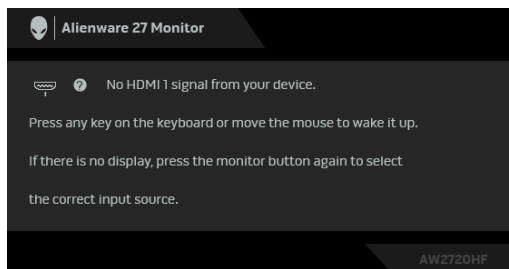 Alienware 27 Monitor
No HDMI 1 signal from your device.
Press any key on the keyboard or move the mouse to wake it up.
If there is no display, press the monitor button again to select
the correct input source.
AW2720HF